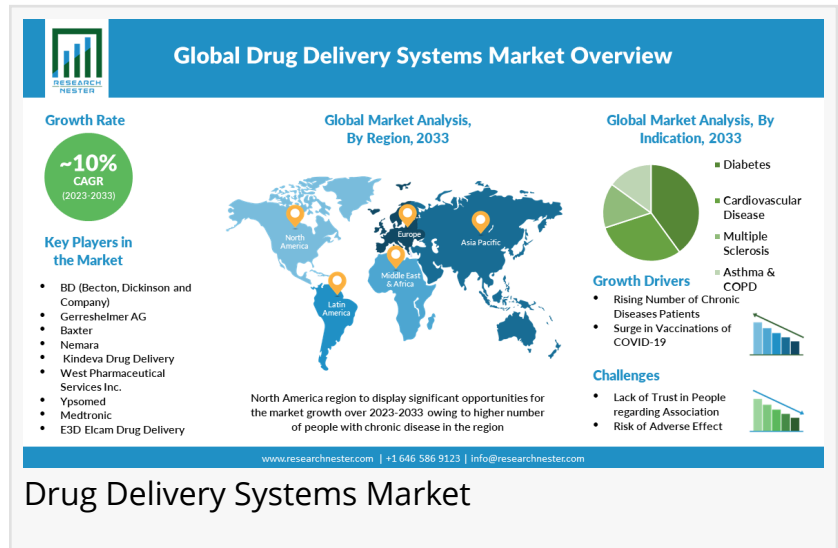 RESEARCH
NESTER
Global Drug Delivery Systems Market Overview
Growth Rate
~10%
CAGR
(2023-2033)
Key Players in
the Market
• BD (Becton, Dickinson and
Company)
• Gerreshelmer AG
• Baxter
• Nemara
• Kindeva Drug Delivery
• West Pharmaceutical
Services Inc.
• Ypsomed
• Medtronic
• E3D Elcam Drug Delivery
Global Market Analysis,
By Region, 2033
North
America
Europe
Asia Pacific
Middle East
& Africa
Latin
America
North America region to display significant opportunities for
the market growth over 2023-2033 owing to higher number
of people with chronic disease in the region
Global Market Analysis, By
Indication, 2033
Diabetes
Cardiovascular
Disease
Multiple
Sclerosis
Asthma &
COPD
Growth Drivers
• Rising Number of Chronic
Diseases Patients
• Surge in Vaccinations of
COVID-19
Challenges
• Lack of Trust in People
regarding Association
• Risk of Adverse Effect
www.researchnester.com | +1 646 586 9123 | info@researchnester.com
Drug Delivery Systems Market